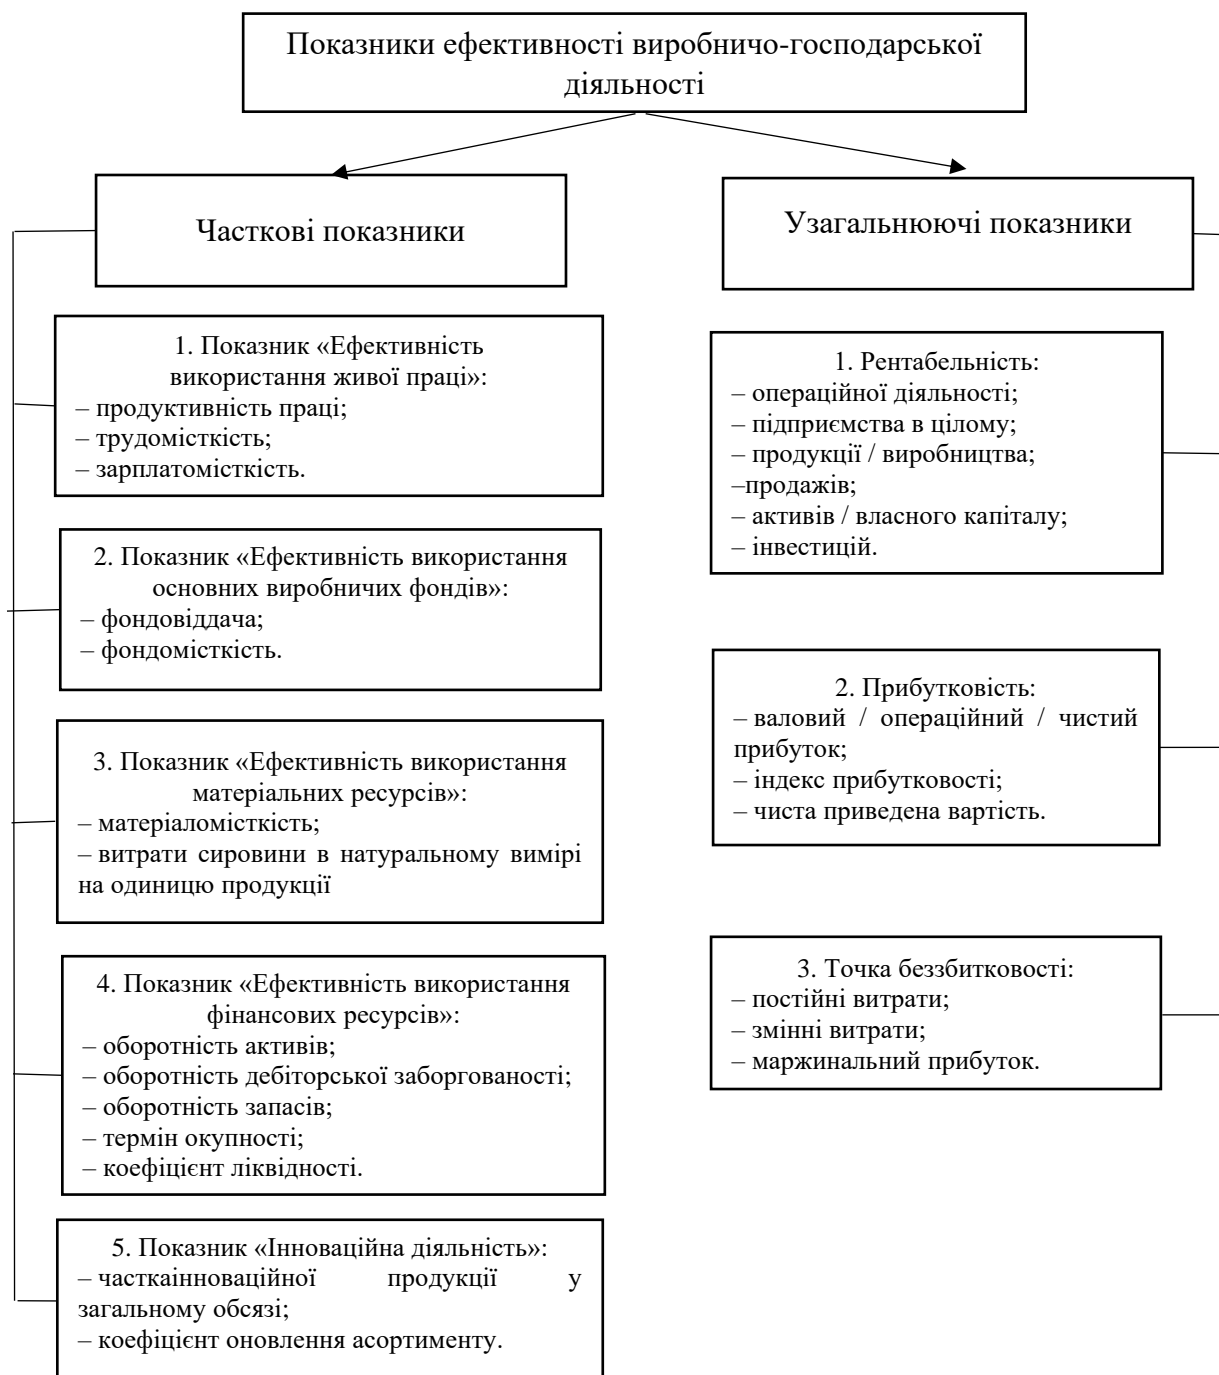 Показники ефективності виробничо-господарської
діяльності
Часткові показники
1. Показник «Ефективність
використання живої праці»:
– продуктивність праці;
– трудомісткість;
– зарплатомісткість.
2. Показник «Ефективність використання
основних виробничих фондів»:
– фондовіддача;
– фондомісткість.
3. Показник «Ефективність використання
матеріальних ресурсів»:
– матеріаломісткість;
– витрати сировини в натуральному вимірі
на одиницю продукції
4. Показник «Ефективність використання
фінансових ресурсів»:
– оборотність активів;
– оборотність дебіторської заборгованості;
– оборотність запасів;
– термін окупності;
– коефіцієнт ліквідності.
5. Показник «Інноваційна діяльність»:
– часткаінноваційної продукції у
загальному обсязі;
– коефіцієнт оновлення асортименту.
Узагальнюючі показники
1. Рентабельність:
– операційної діяльності;
– підприємства в цілому;
– продукції / виробництва;
–продажів;
– активів / власного капіталу;
– інвестицій.
2. Прибутковість:
– валовий / операційний / чистий
прибуток;
– індекс прибутковості;
– чиста приведена вартість.
3. Точка беззбитковості:
– постійні витрати;
– змінні витрати;
– маржинальний прибуток.